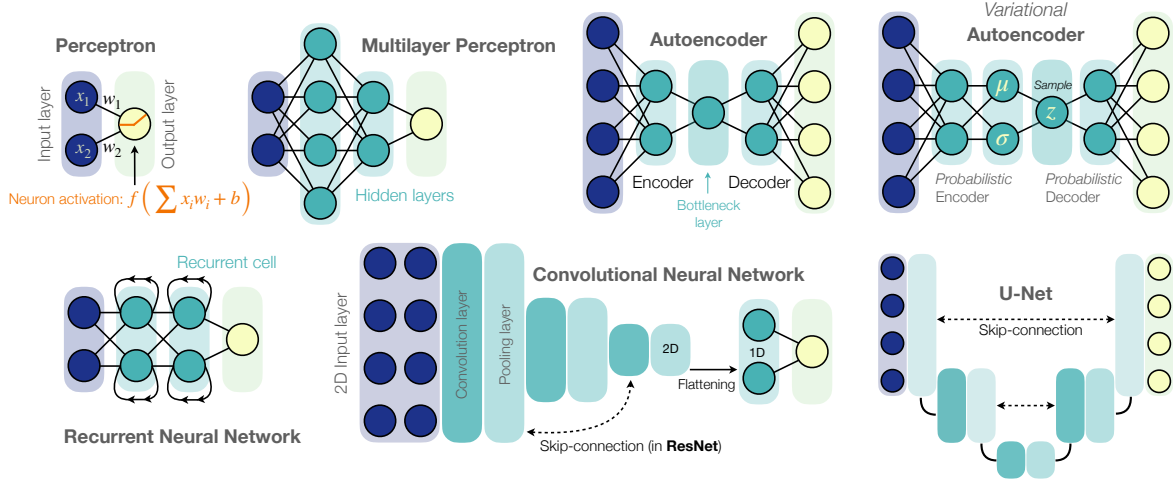 Perceptron
Input layer
x₁
x₂
w₁
w₂
Output layer
Neuron activation: f ( ∑ xᵢwᵢ + b )
Multilayer Perceptron
Hidden layers
Autoencoder
Encoder
Decoder
Bottleneck
layer
Variational
Autoencoder
μ
σ
Sample
z
Probabilistic
Encoder
Probabilistic
Decoder
Recurrent cell
Recurrent Neural Network
2D Input layer
Convolution layer
Pooling layer
Convolutional Neural Network
2D
Flattening
1D
Skip-connection (in ResNet)
U-Net
Skip-connection